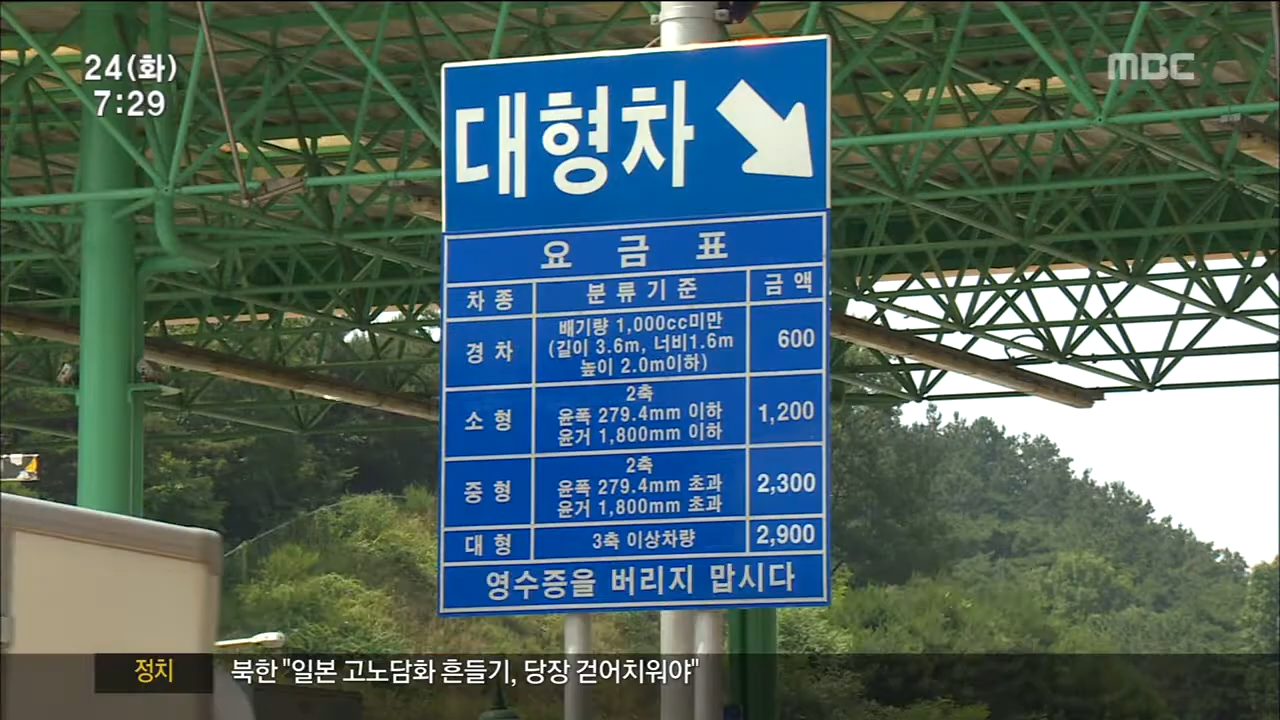 24(화)
7:29
MBC
대형차
요금표
차종 분류기준 금액
경차 배기량 1,000cc미만 600
(길이 3.6m, 너비1.6m
높이 2.0m이하)
소형 2축 1,200
윤폭 279.4mm 이하
윤거 1,800mm 이하
중형 2축 2,300
윤폭 279.4mm 초과
윤거 1,800mm 초과
대형 3축 이상차량 2,900
영수증을 버리지 맙시다
정치 북한 "일본 고노담화 흔들기, 당장 걷어치워야"